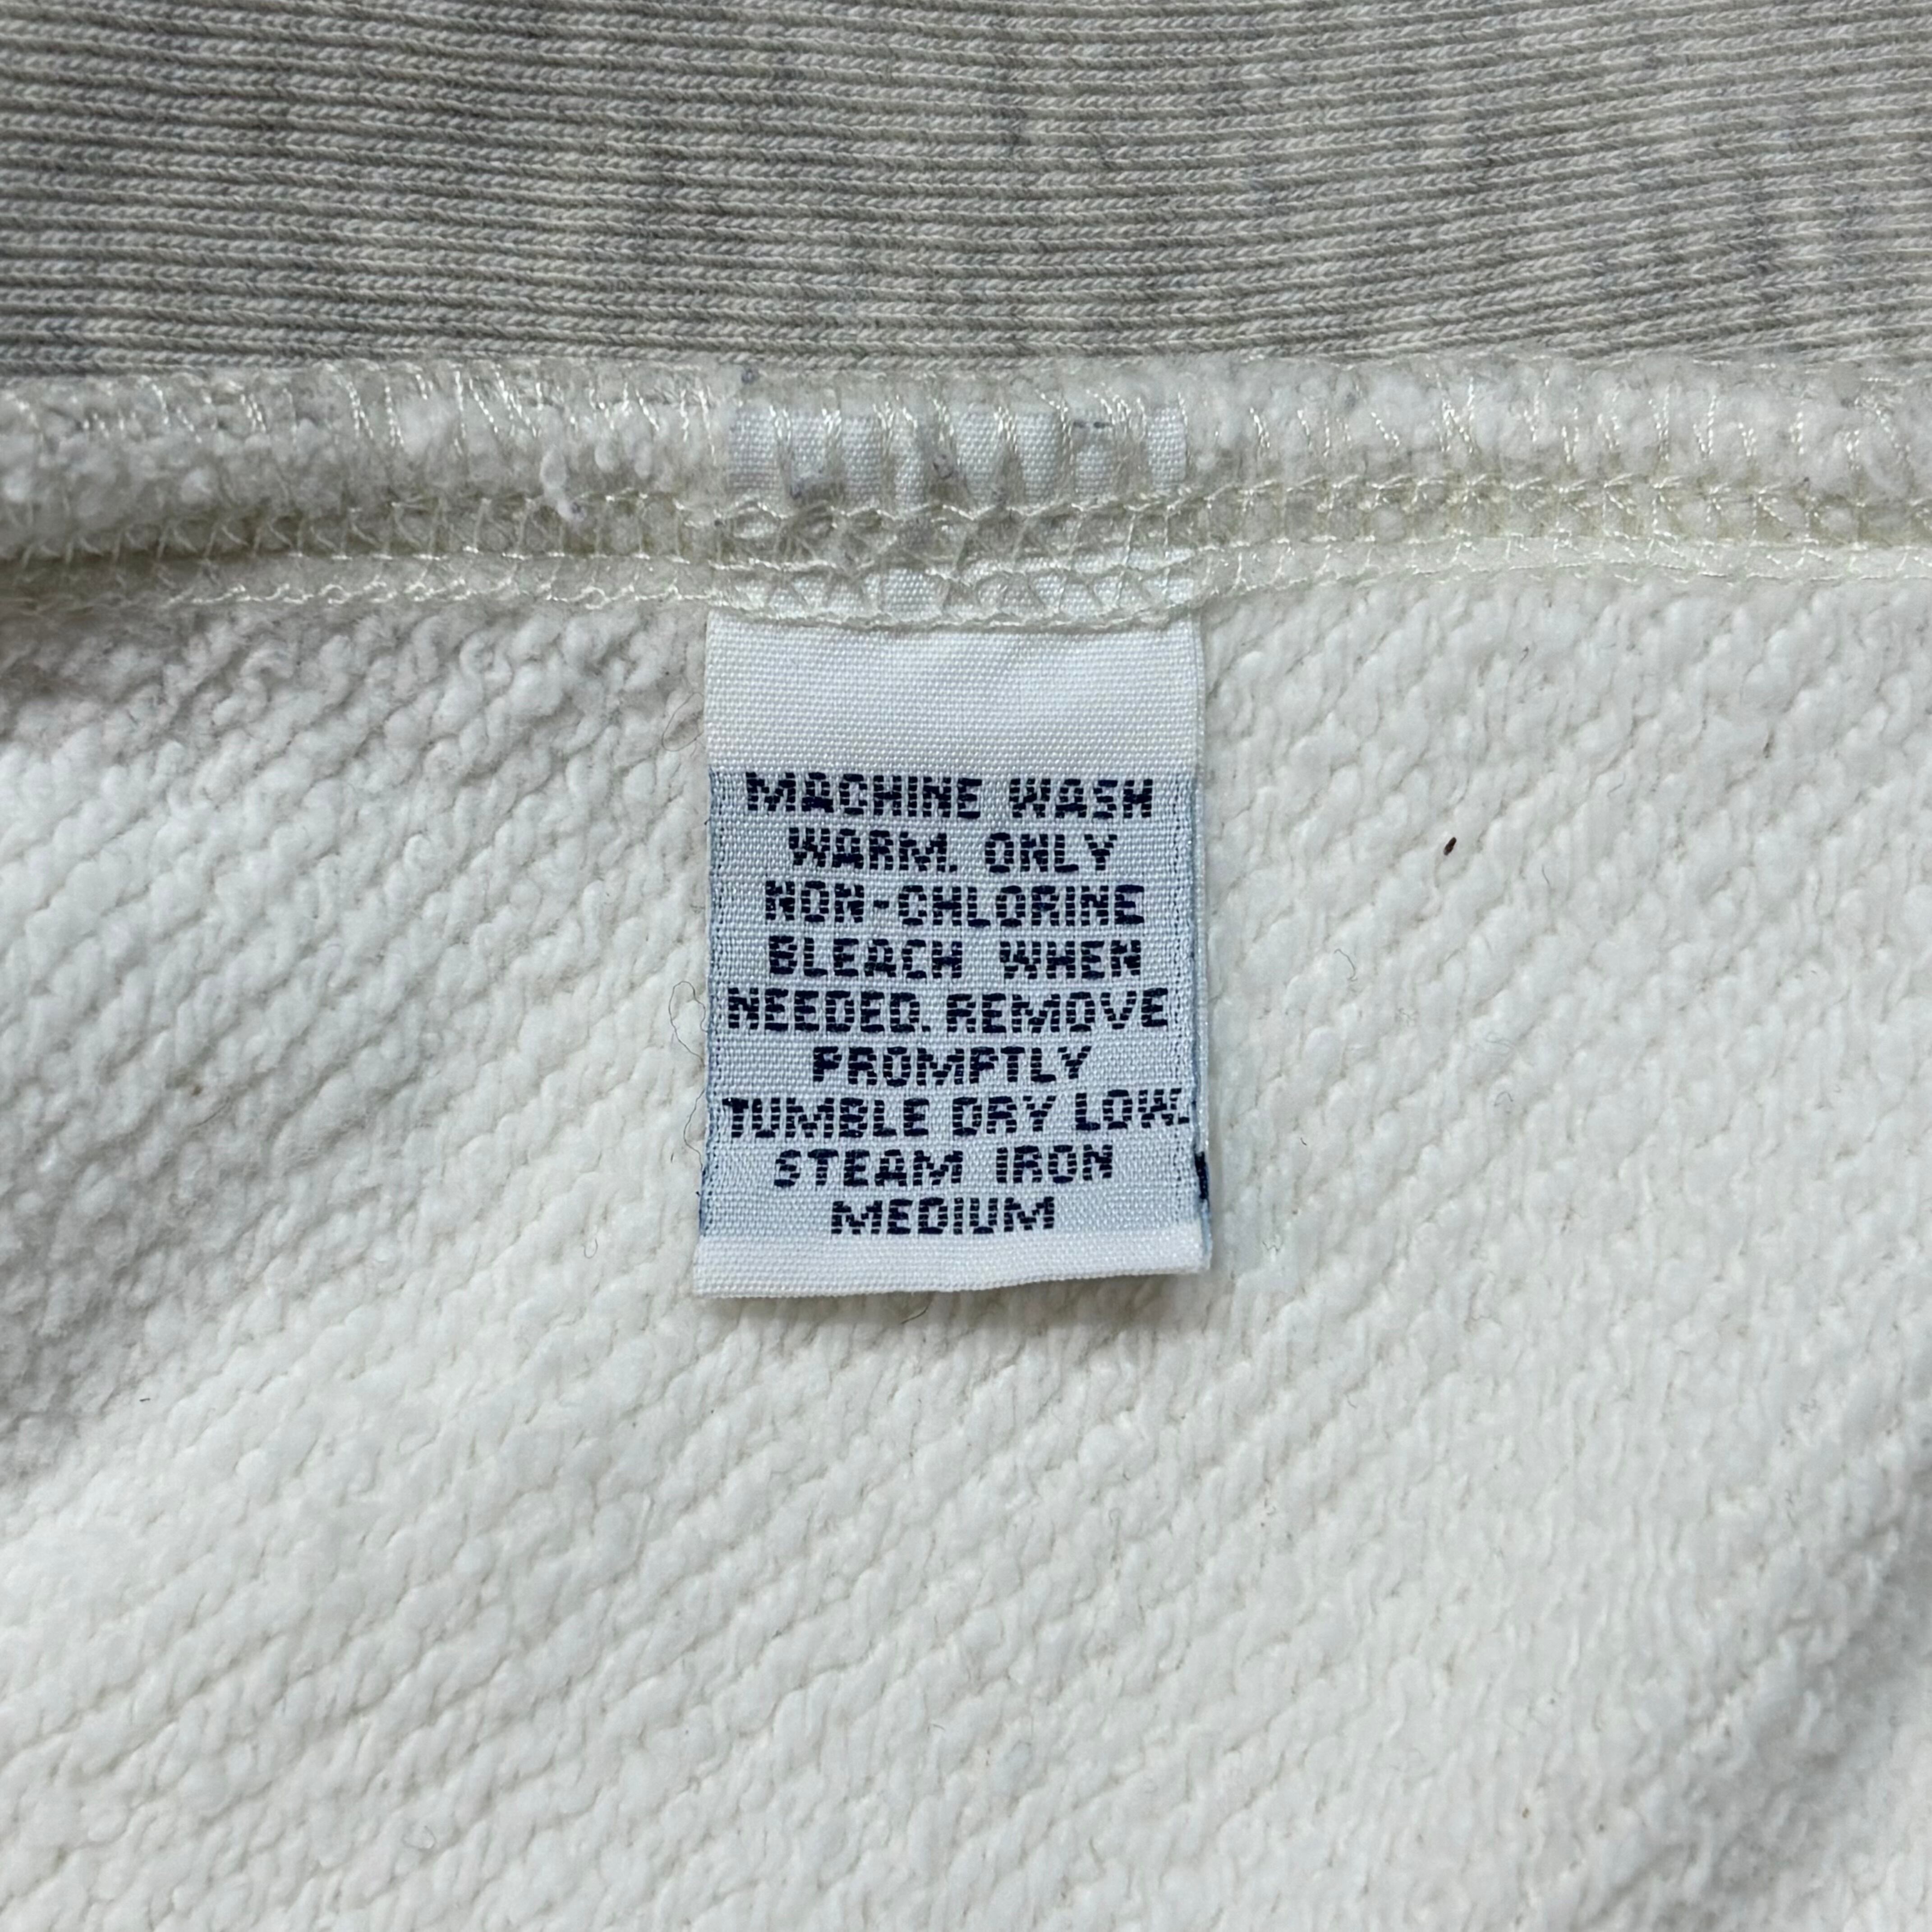 MACHINE WASH
WARM. ONLY
NON-CHLORINE
BLEACH WHEN
NEEDED. REMOVE
PROMPTLY
TUMBLE DRY LOW.
STEAM IRON
MEDIUM